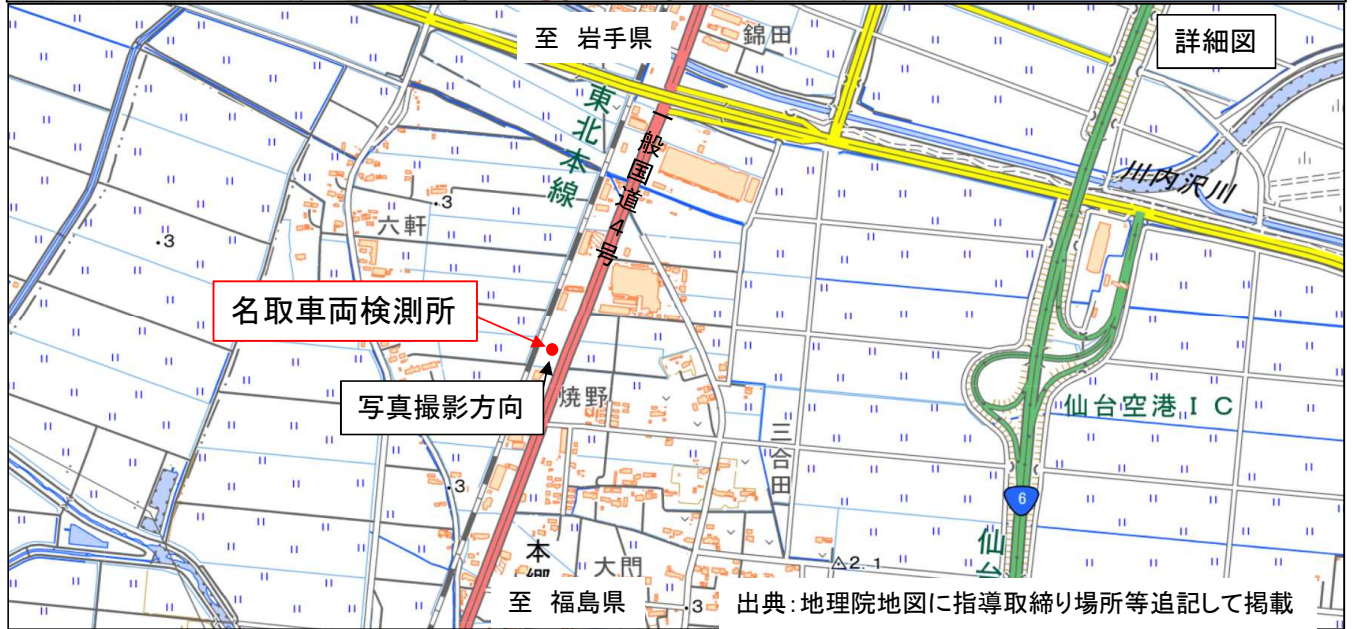 至 岩手県
錦田
詳細図
東北本線
一般国道4号
川内沢川
.3
六軒
.3
名取車両検測所
写真撮影方向
焼野
仙台空港IC
三合田
.3
6
本郷
大門
仙台
△2.1
至 福島県
.3
出典:地理院地図に指導取締り場所等追記して掲載